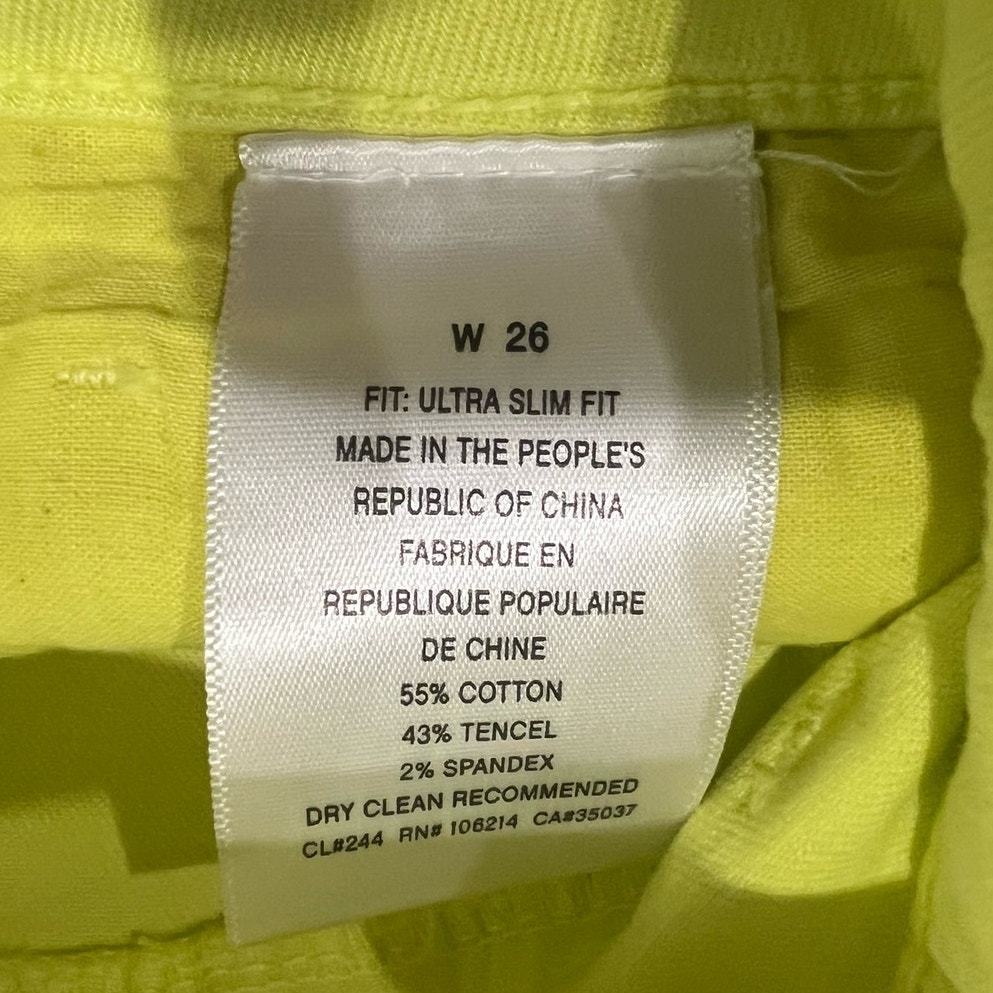 W 26
FIT: ULTRA SLIM FIT
MADE IN THE PEOPLE'S
REPUBLIC OF CHINA
FABRIQUE EN
REPUBLIQUE POPULAIRE
DE CHINE
55% COTTON
43% TENCEL
2% SPANDEX
DRY CLEAN RECOMMENDED
CL#244 RN# 106214 CA#35037